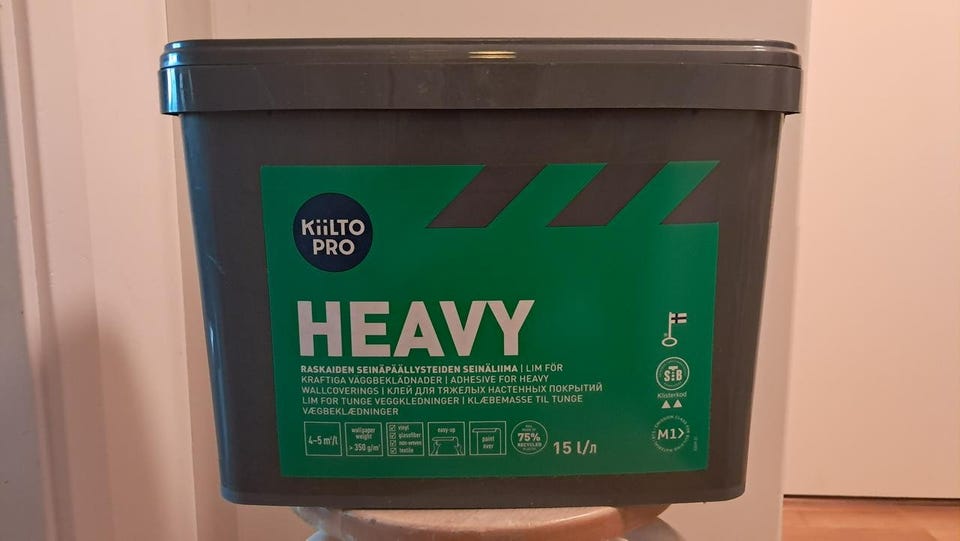 KiiLTO
PRO
HEAVY
RASKAIDEN SEINÄPÄÄLLYSTEIDEN SEINÄLIIMA | LIM FÖR
KRAFTIGA VÄGGBEKLÄDNADER | ADHESIVE FOR HEAVY
WALLCOVERINGS | КЛЕЙ ДЛЯ ТЯЖЕЛЫХ НАСТЕННЫХ ПОКРЫТИЙ
LIM FOR TUNGE VEGGKLEDNINGER | KLÆBEMASSE TIL TUNGE
VÆGBEKLÆDNINGER
4–5 m²/l
wallpaper
weight
> 350 g/m²
vinyl
glassfiber
non-woven
textile
easy-up
paint
over
75%
RECYCLED
15 l/л
SB
Klisterkod
M1